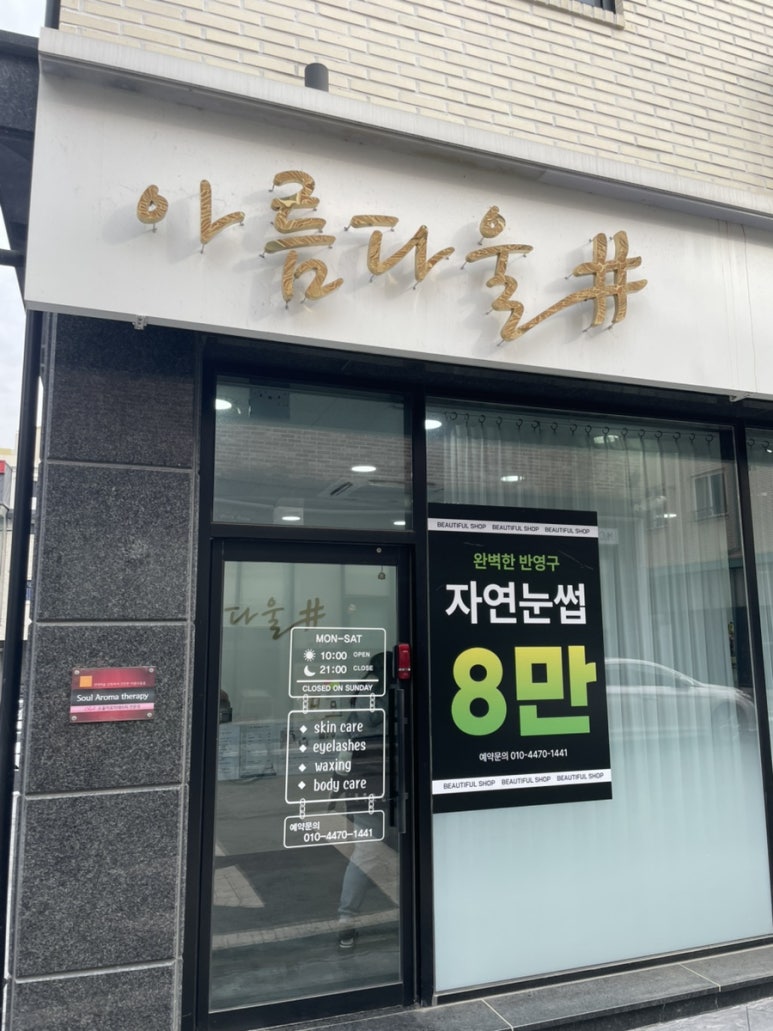 아름다울#
BEAUTIFUL SHOP BEAUTIFUL SHOP BEAUTIFUL SHOP
완벽한 반영구
자연눈썹
8만
예약문의 010-4470-1441
BEAUTIFUL SHOP BEAUTIFUL SHOP BEAUTIFUL SHOP
다울#
MON-SAT
10:00 OPEN
21:00 CLOSE
CLOSED ON SUNDAY
skin care
eyelashes
waxing
body care
예약문의
010-4470-1441
Soul Aroma therapy